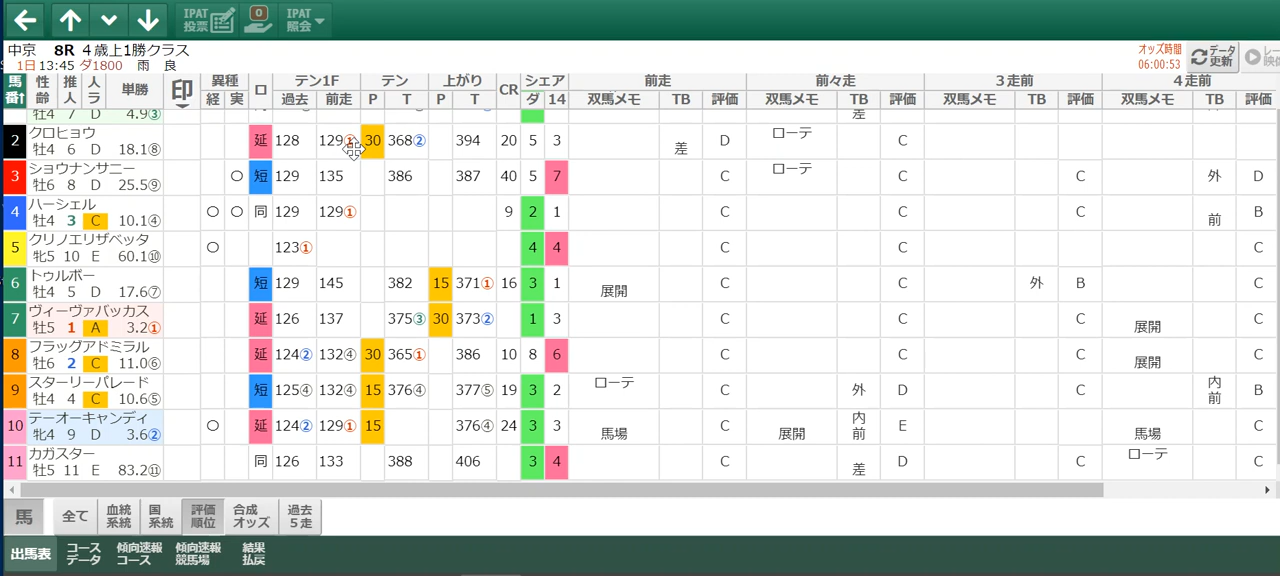 IPAT 投票 0 IPAT 照会
中京 8R 4歳上1勝クラス
1日 13:45 ダ1800 雨 良
オッズ時間 06:00:53 データ更新
馬番↑ 性齢 推人 人ラ 単勝 印 異種 ロ テン1F テン 上がり CR シェア 前走 前々走 3走前 4走前
経 実 過去 前走 P T P T ダ 14 双馬メモ TB 評価 双馬メモ TB 評価 双馬メモ TB 評価 双馬メモ TB 評価
牡4 7 D 4.9③ 差
2 クロヒョウ 牡4 6 D 18.1⑧ 延 128 129① 30 368② 394 20 5 3 差 D ローテ C
3 ショウナンサニー 牡6 8 D 25.5⑨ ○ 短 129 135 386 387 40 5 7 C ローテ C C 外 D
4 ハーシェル 牡4 3 C 10.1④ ○ ○ 同 129 129① 9 2 1 C C C 前 B
5 クリノエリザベッタ 牝5 10 E 60.1⑩ ○ 123① 4 4 C C C
6 トゥルボー 牡4 5 D 17.6⑦ 短 129 145 382 15 371① 16 3 1 展開 C C 外 B C
7 ヴィーヴァバッカス 牡5 1 A 3.2① 延 126 137 375③ 30 373② 1 3 C C C 展開 C
8 フラッグアドミラル 牡6 2 C 11.0⑥ 延 124② 132④ 30 365① 386 10 8 6 C C C 展開 C
9 スターリーパレード 牡4 4 C 10.6⑤ 短 125④ 132④ 15 376④ 377⑤ 19 3 2 ローテ C 外 D C 内前 B
10 テーオーキャンディ 牝4 9 D 3.6② ○ 延 124② 129① 15 376④ 24 3 3 馬場 C 展開 内前 E 馬場 C
11 カガスター 牡5 11 E 83.2⑪ 同 126 133 388 406 3 4 C 差 D C ローテ C
馬 全て 血統系統 国系統 評価順位 合成オッズ 過去5走
出馬表 コースデータ 傾向速報コース 傾向速報競馬場 結果払戻